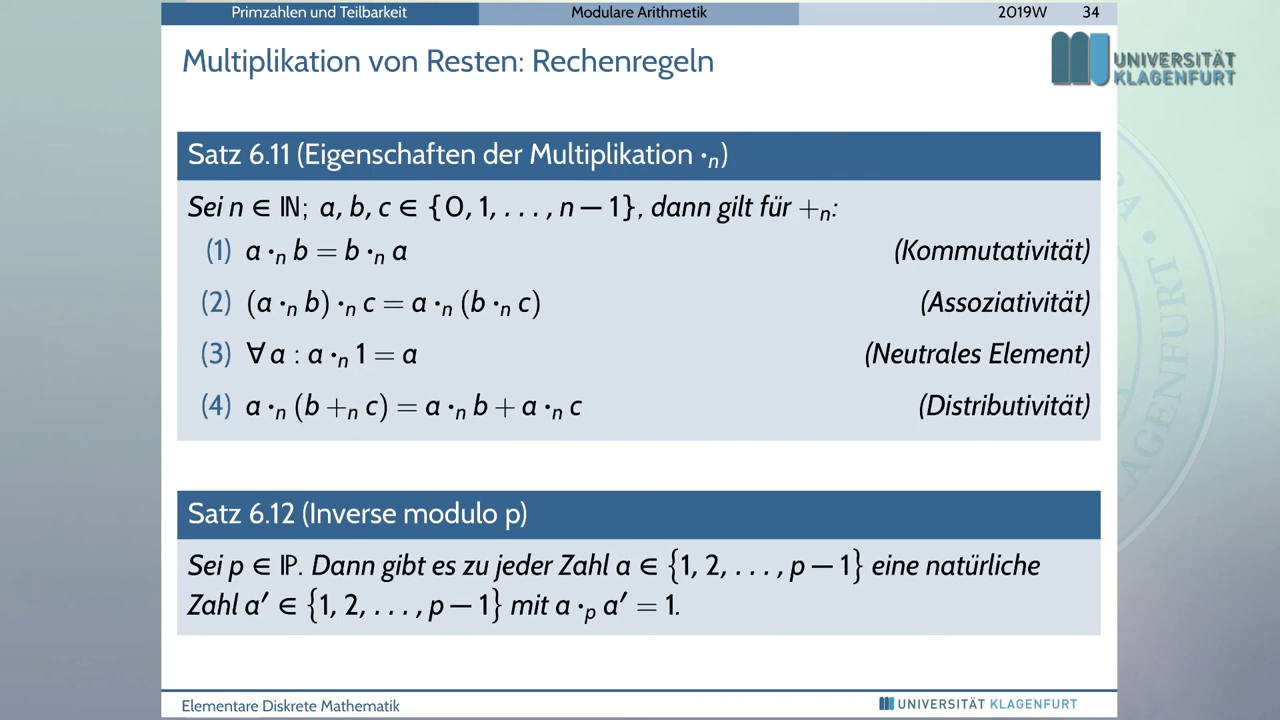 Primzahlen und Teilbarkeit Modulare Arithmetik 2019W 34
Multiplikation von Resten: Rechenregeln
UNIVERSITÄT
KLAGENFURT
Satz 6.11 (Eigenschaften der Multiplikation ·ₙ)
Sei n ∈ ℕ; a, b, c ∈ {0, 1, . . . , n − 1}, dann gilt für +ₙ:
(1) a ·ₙ b = b ·ₙ a (Kommutativität)
(2) (a ·ₙ b) ·ₙ c = a ·ₙ (b ·ₙ c) (Assoziativität)
(3) ∀ a : a ·ₙ 1 = a (Neutrales Element)
(4) a ·ₙ (b +ₙ c) = a ·ₙ b + a ·ₙ c (Distributivität)
Satz 6.12 (Inverse modulo p)
Sei p ∈ ℙ. Dann gibt es zu jeder Zahl a ∈ {1, 2, . . . , p − 1} eine natürliche
Zahl a′ ∈ {1, 2, . . . , p − 1} mit a ·ₚ a′ = 1.
Elementare Diskrete Mathematik UNIVERSITÄT KLAGENFURT